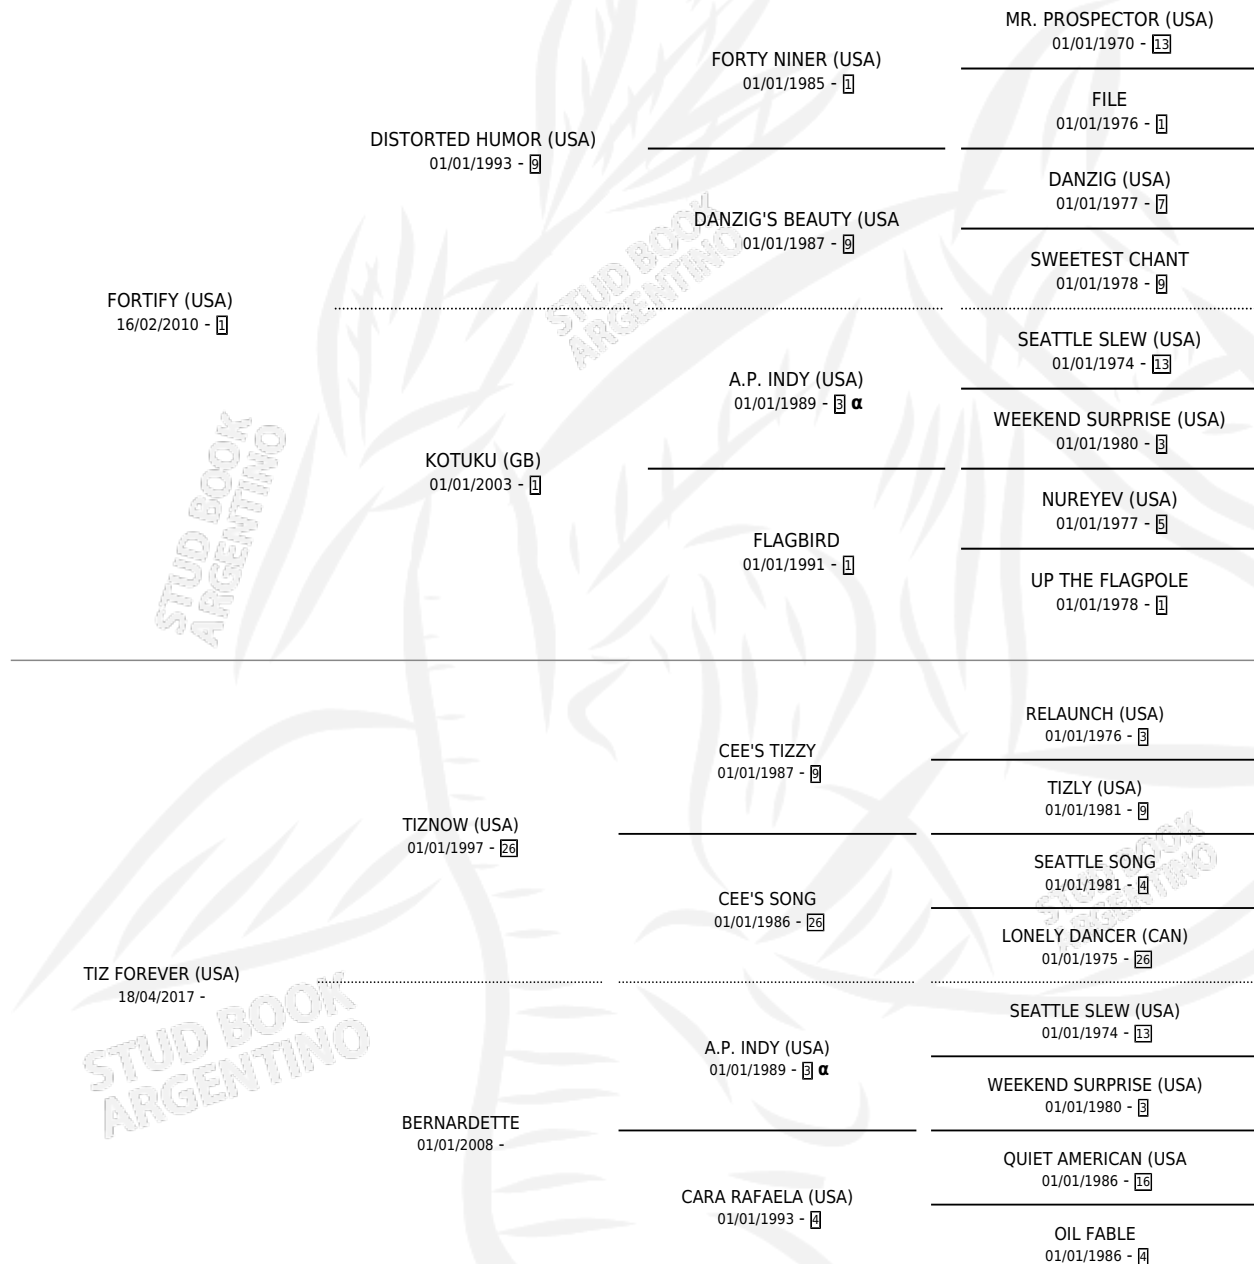 MR. PROSPECTOR (USA)
01/01/1970 - 13
FORTY NINER (USA)
01/01/1985 - 1
FILE
01/01/1976 - 1
DISTORTED HUMOR (USA)
01/01/1993 - 9
DANZIG (USA)
01/01/1977 - 7
DANZIG'S BEAUTY (USA
01/01/1987 - 9
SWEETEST CHANT
01/01/1978 - 9
FORTIFY (USA)
16/02/2010 - 1
SEATTLE SLEW (USA)
01/01/1974 - 13
A.P. INDY (USA)
01/01/1989 - 3 α
WEEKEND SURPRISE (USA)
01/01/1980 - 3
KOTUKU (GB)
01/01/2003 - 1
NUREYEV (USA)
01/01/1977 - 5
FLAGBIRD
01/01/1991 - 1
UP THE FLAGPOLE
01/01/1978 - 1
RELAUNCH (USA)
01/01/1976 - 3
CEE'S TIZZY
01/01/1987 - 9
TIZLY (USA)
01/01/1981 - 9
TIZNOW (USA)
01/01/1997 - 26
SEATTLE SONG
01/01/1981 - 4
CEE'S SONG
01/01/1986 - 26
LONELY DANCER (CAN)
01/01/1975 - 26
TIZ FOREVER (USA)
18/04/2017 -
SEATTLE SLEW (USA)
01/01/1974 - 13
A.P. INDY (USA)
01/01/1989 - 3 α
WEEKEND SURPRISE (USA)
01/01/1980 - 3
BERNARDETTE
01/01/2008 -
QUIET AMERICAN (USA
01/01/1986 - 16
CARA RAFAELA (USA)
01/01/1993 - 4
OIL FABLE
01/01/1986 - 4
STUD BOOK
ARGENTINO
STUD BOOK
ARGENTINO
STUD BOOK
ARGENTINO
STUD BOOK
ARGENTINO